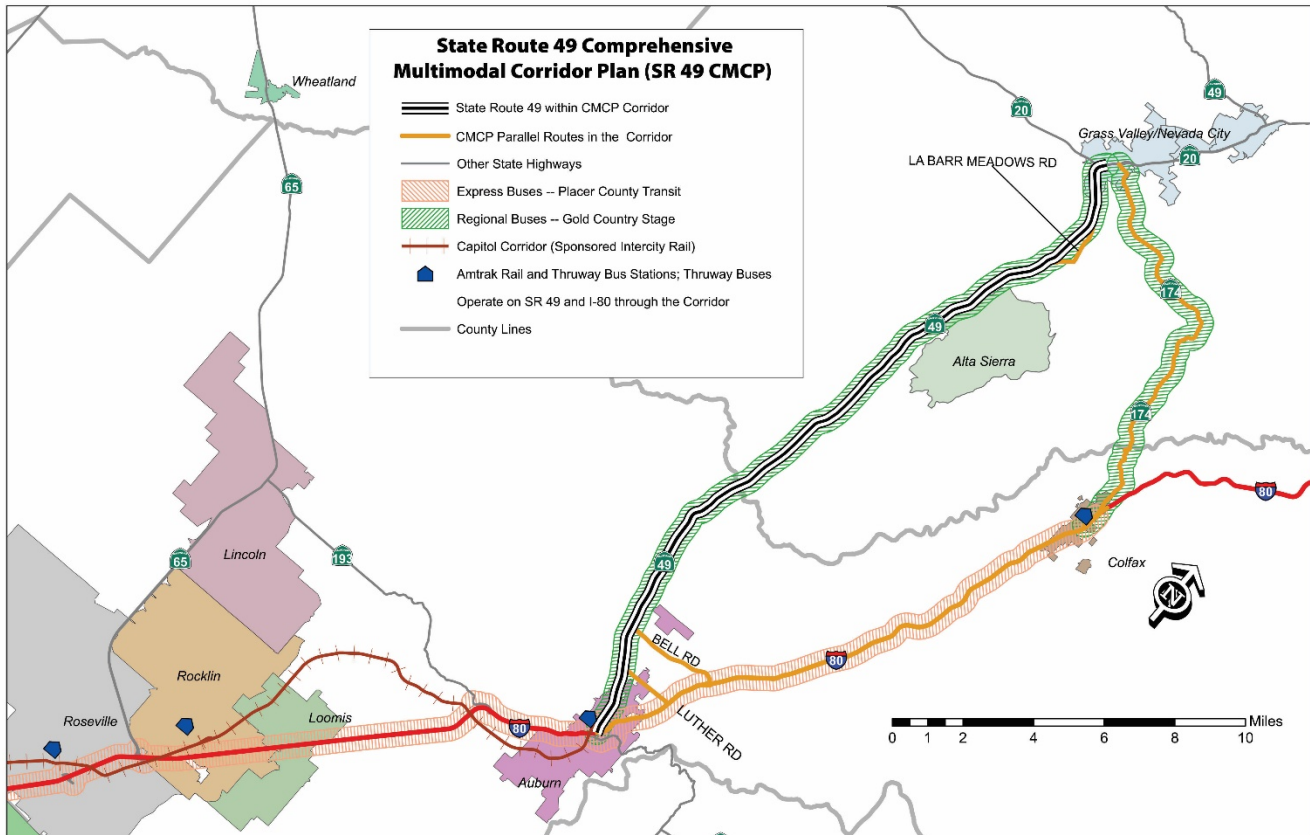 State Route 49 Comprehensive
Multimodal Corridor Plan (SR 49 CMCP)
State Route 49 within CMCP Corridor
CMCP Parallel Routes in the Corridor
Other State Highways
Express Buses -- Placer County Transit
Regional Buses -- Gold Country Stage
Capitol Corridor (Sponsored Intercity Rail)
Amtrak Rail and Thruway Bus Stations; Thruway Buses
Operate on SR 49 and I-80 through the Corridor
County Lines
Wheatland
65
20
49
Grass Valley/Nevada City
20
LA BARR MEADOWS RD
174
49
Alta Sierra
174
80
Colfax
N
Lincoln
65
193
49
BELL RD
80
LUTHER RD
Rocklin
Roseville
Loomis
80
Auburn
Miles
0 1 2 4 6 8 10